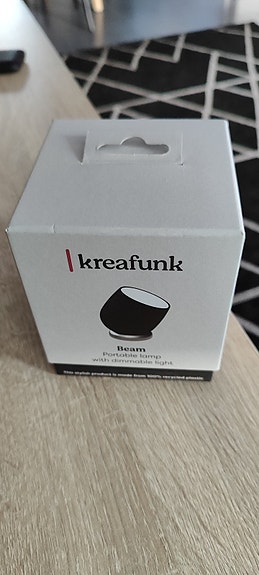 kreafunk
Beam
Portable lamp
with dimmable light
This stylish product is made from 100% recycled plastic